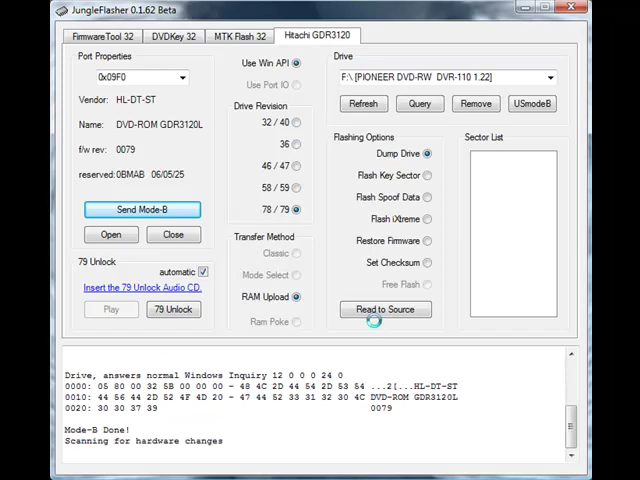 JungleFlasher 0.1.62 Beta
FirmwareTool 32
DVDKey 32
MTK Flash 32
Hitachi GDR3120
Port Properties
0x09F0
Vendor: HL-DT-ST
Name: DVD-ROM GDR3120L
f/w rev: 0079
reserved: 0BMAB 06/05/25
Send Mode-B
Open
Close
79 Unlock
automatic
Insert the 79 Unlock Audio CD.
Play
79 Unlock
Use Win API
Use Port IO
Drive Revision
32 / 40
36
46 / 47
58 / 59
78 / 79
Transfer Method
Classic
Mode Select
RAM Upload
Ram Poke
Drive
F:\ [PIONEER DVD-RW DVR-110 1.22]
Refresh
Query
Remove
USmodeB
Flashing Options
Dump Drive
Flash Key Sector
Flash Spoof Data
Flash iXtreme
Restore Firmware
Set Checksum
Free Flash
Read to Source
Sector List
Drive, answers normal Windows Inquiry 12 0 0 0 24 0
0000: 05 80 00 32 5B 00 00 00 - 48 4C 2D 44 54 2D 53 54 ...2[...HL-DT-ST
0010: 44 56 44 2D 52 4F 4D 20 - 47 44 52 33 31 32 30 4C DVD-ROM GDR3120L
0020: 30 30 37 39 0079
Mode-B Done!
Scanning for hardware changes